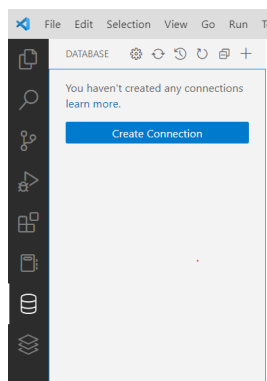 File Edit Selection View Go Run
DATABASE
You haven't created any connections
learn more.
Create Connection